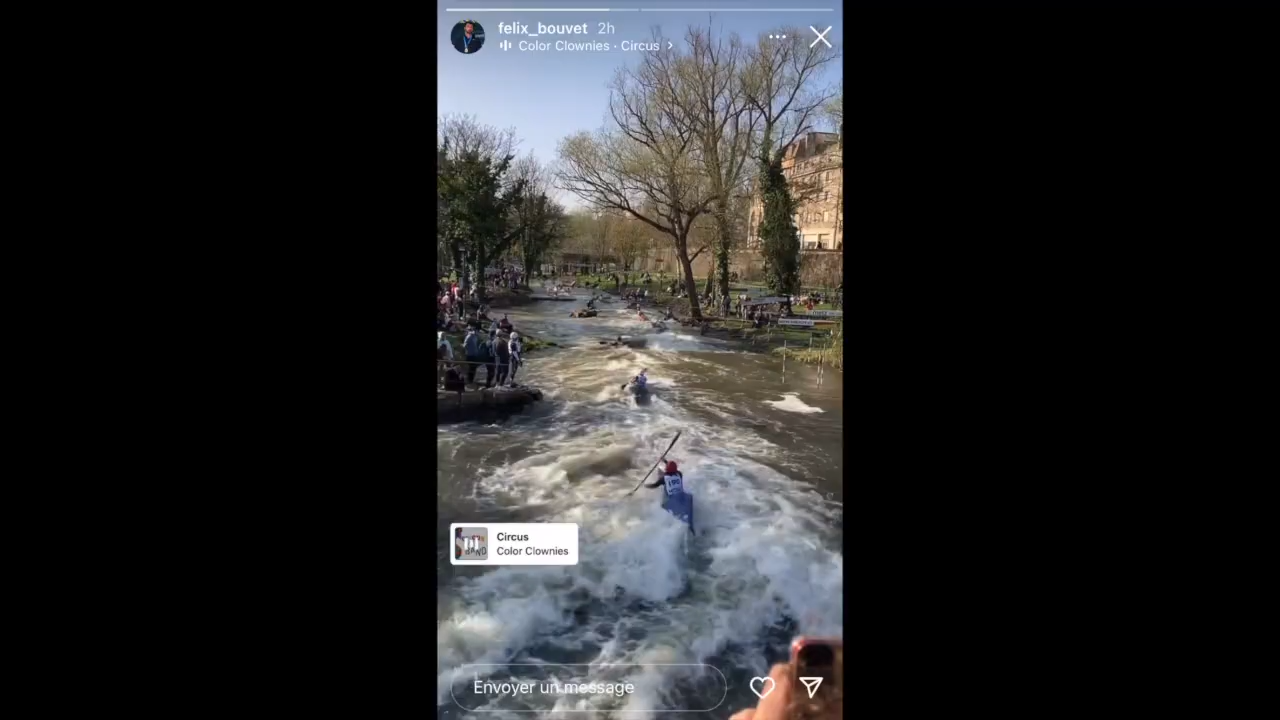 felix_bouvet 2h
Color Clownies · Circus
Circus
Color Clownies
Envoyer un message